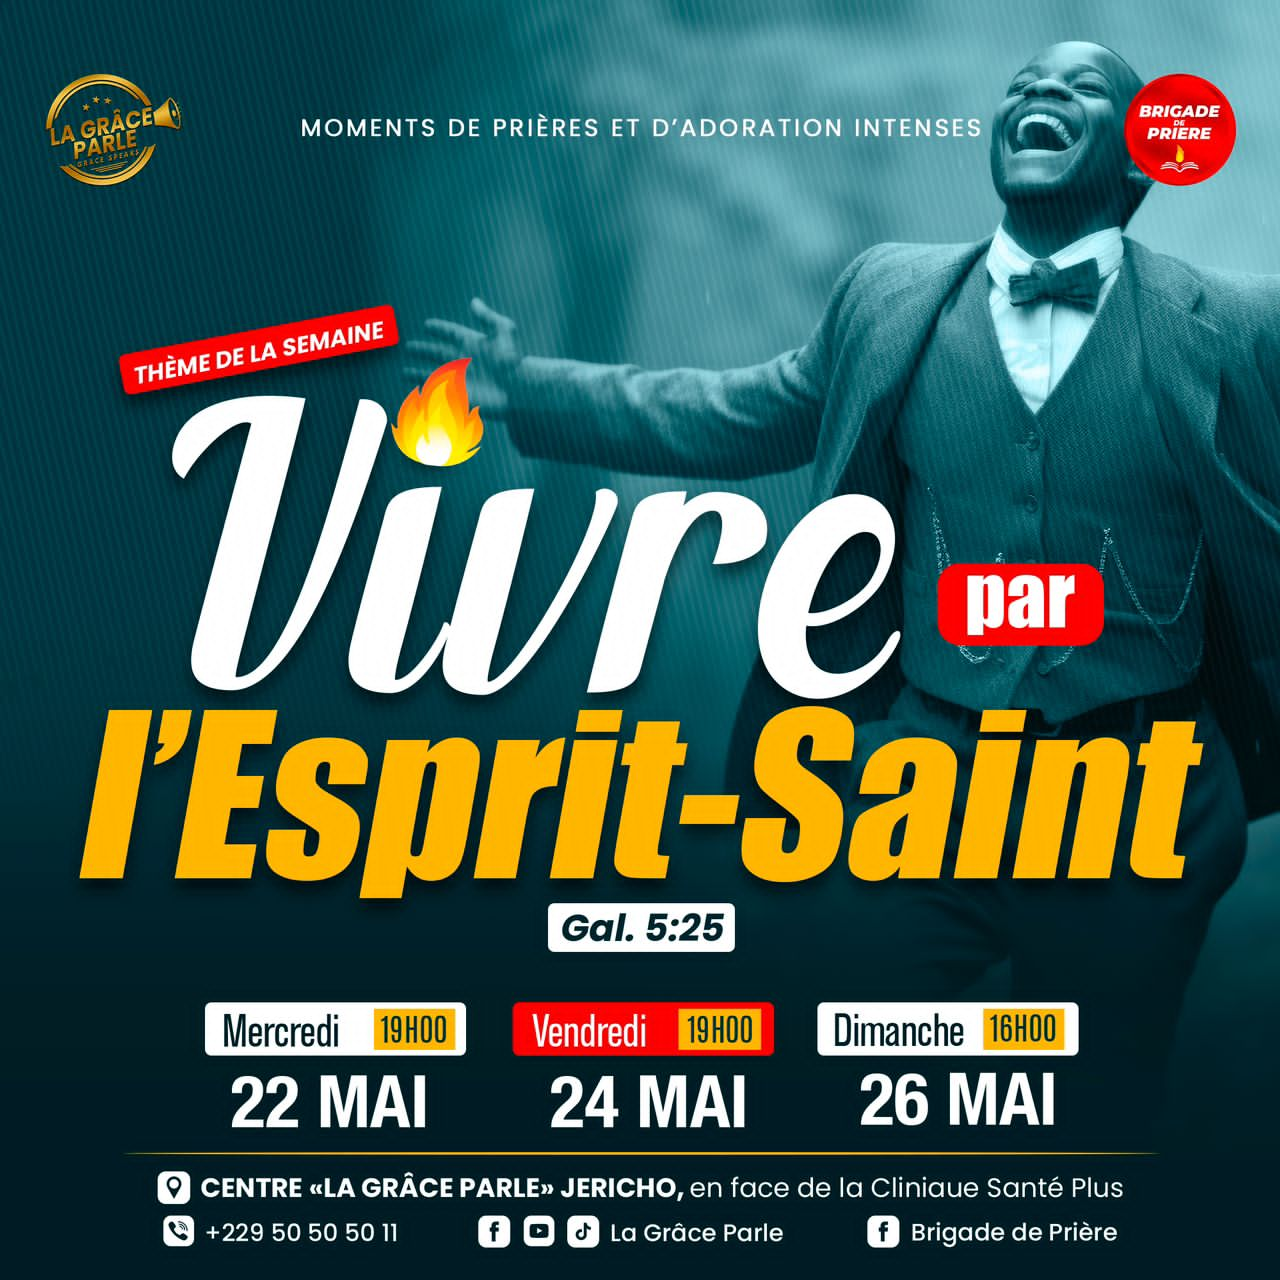 LA GRÂCE
PARLE
GRACE SPEAKS
MOMENTS DE PRIÈRES ET D'ADORATION INTENSES
BRIGADE
DE
PRIÈRE
THÈME DE LA SEMAINE
Vivre
par
l'Esprit-Saint
Gal. 5:25
Mercredi 19H00
22 MAI
Vendredi 19H00
24 MAI
Dimanche 16H00
26 MAI
CENTRE «LA GRÂCE PARLE» JERICHO, en face de la Cliniaue Santé Plus
+229 50 50 50 11
La Grâce Parle
Brigade de Prière